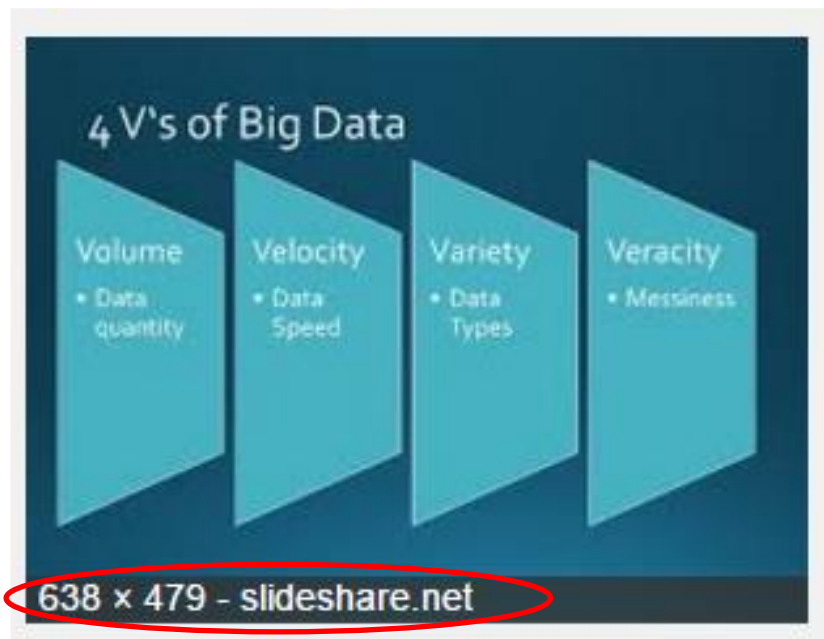 4 V's of Big Data
Volume
• Data
quantity
Velocity
• Data
Speed
Variety
• Data
Types
Veracity
• Messiness
638 × 479 - slideshare.net